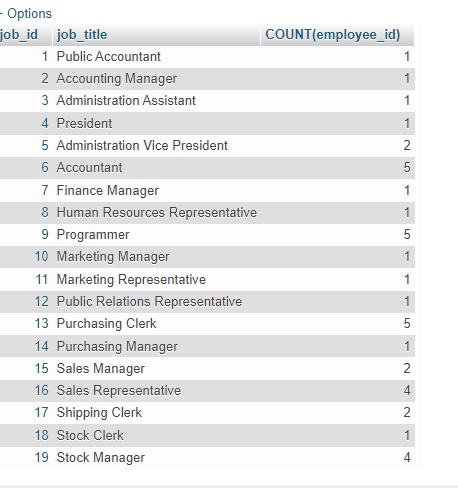 + Options
job_id job_title COUNT(employee_id)
1 Public Accountant 1
2 Accounting Manager 1
3 Administration Assistant 1
4 President 1
5 Administration Vice President 2
6 Accountant 5
7 Finance Manager 1
8 Human Resources Representative 1
9 Programmer 5
10 Marketing Manager 1
11 Marketing Representative 1
12 Public Relations Representative 1
13 Purchasing Clerk 5
14 Purchasing Manager 1
15 Sales Manager 2
16 Sales Representative 4
17 Shipping Clerk 2
18 Stock Clerk 1
19 Stock Manager 4